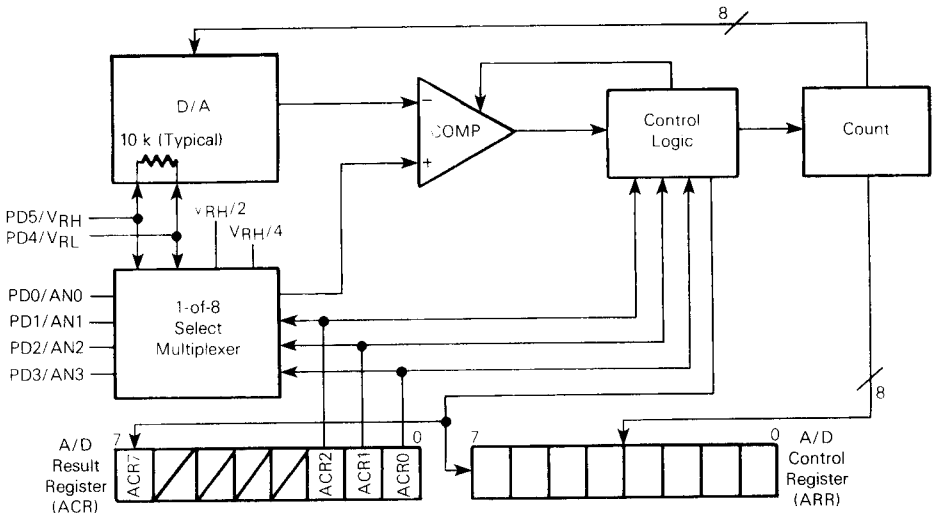 8
D/A
10 k (Typical)
−
COMP
+
Control
Logic
Count
PD5/VRH
PD4/VRL
VRH/2
VRH/4
PD0/AN0
PD1/AN1
PD2/AN2
PD3/AN3
1-of-8
Select
Multiplexer
8
A/D
Result
Register
(ACR)
7
0
ACR7
ACR2
ACR1
ACR0
7
0
A/D
Control
Register
(ARR)